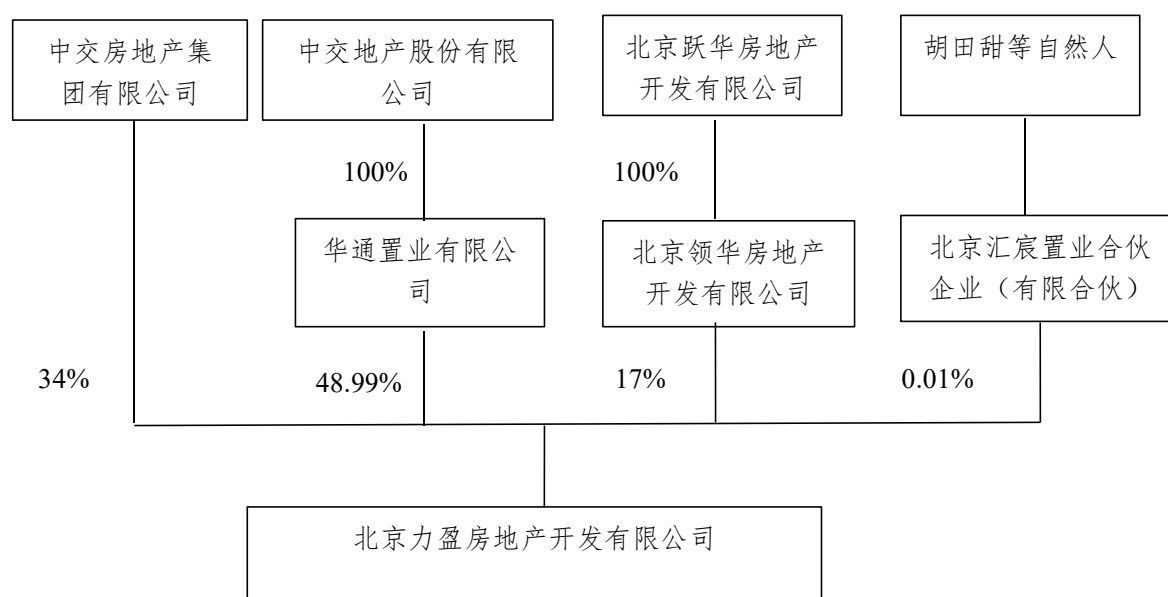 中交房地产集
团有限公司
中交地产股份有限
公司
北京跃华房地产
开发有限公司
胡田甜等自然人
100%
100%
华通置业有限公
司
北京领华房地产
开发有限公司
北京汇宸置业合伙
企业（有限合伙）
34%
48.99%
17%
0.01%
北京力盈房地产开发有限公司